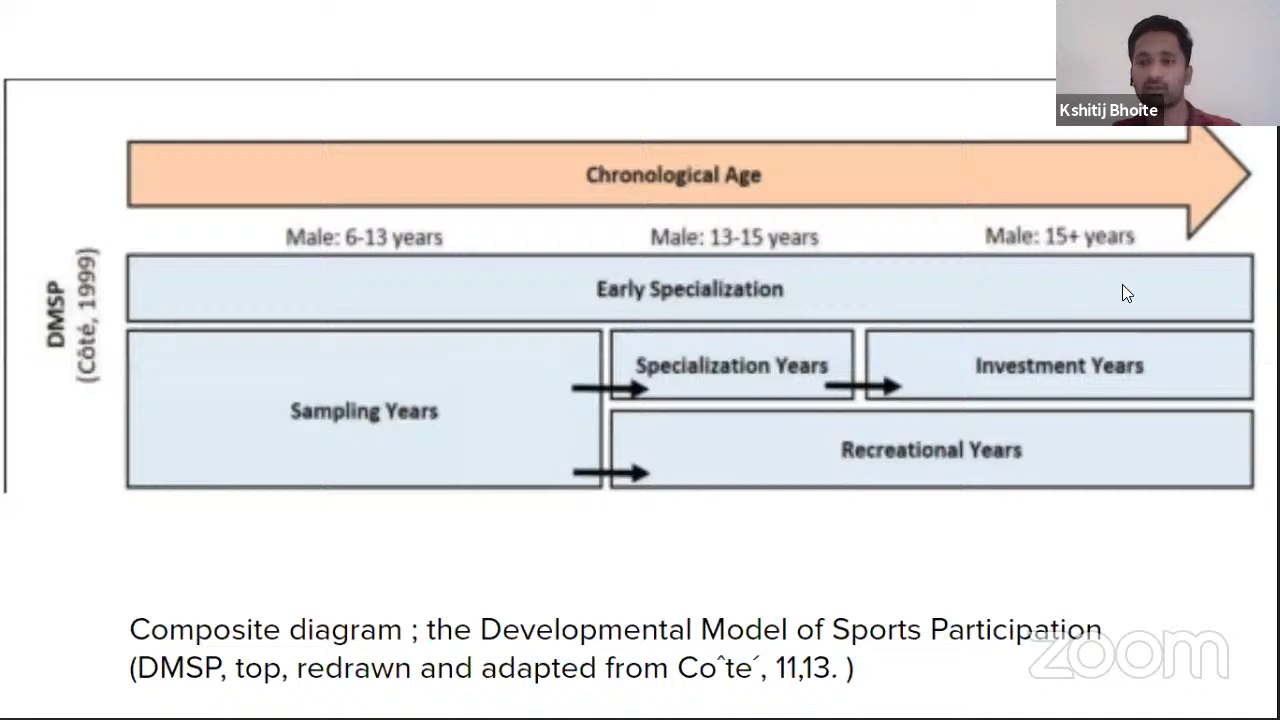 Kshitij Bhoite
Chronological Age
Male: 6-13 years
Male: 13-15 years
Male: 15+ years
DMSP
(Côté, 1999)
Early Specialization
Specialization Years
Investment Years
Sampling Years
Recreational Years
Composite diagram ; the Developmental Model of Sports Participation
(DMSP, top, redrawn and adapted from Coˆte´, 11,13. )
zoom